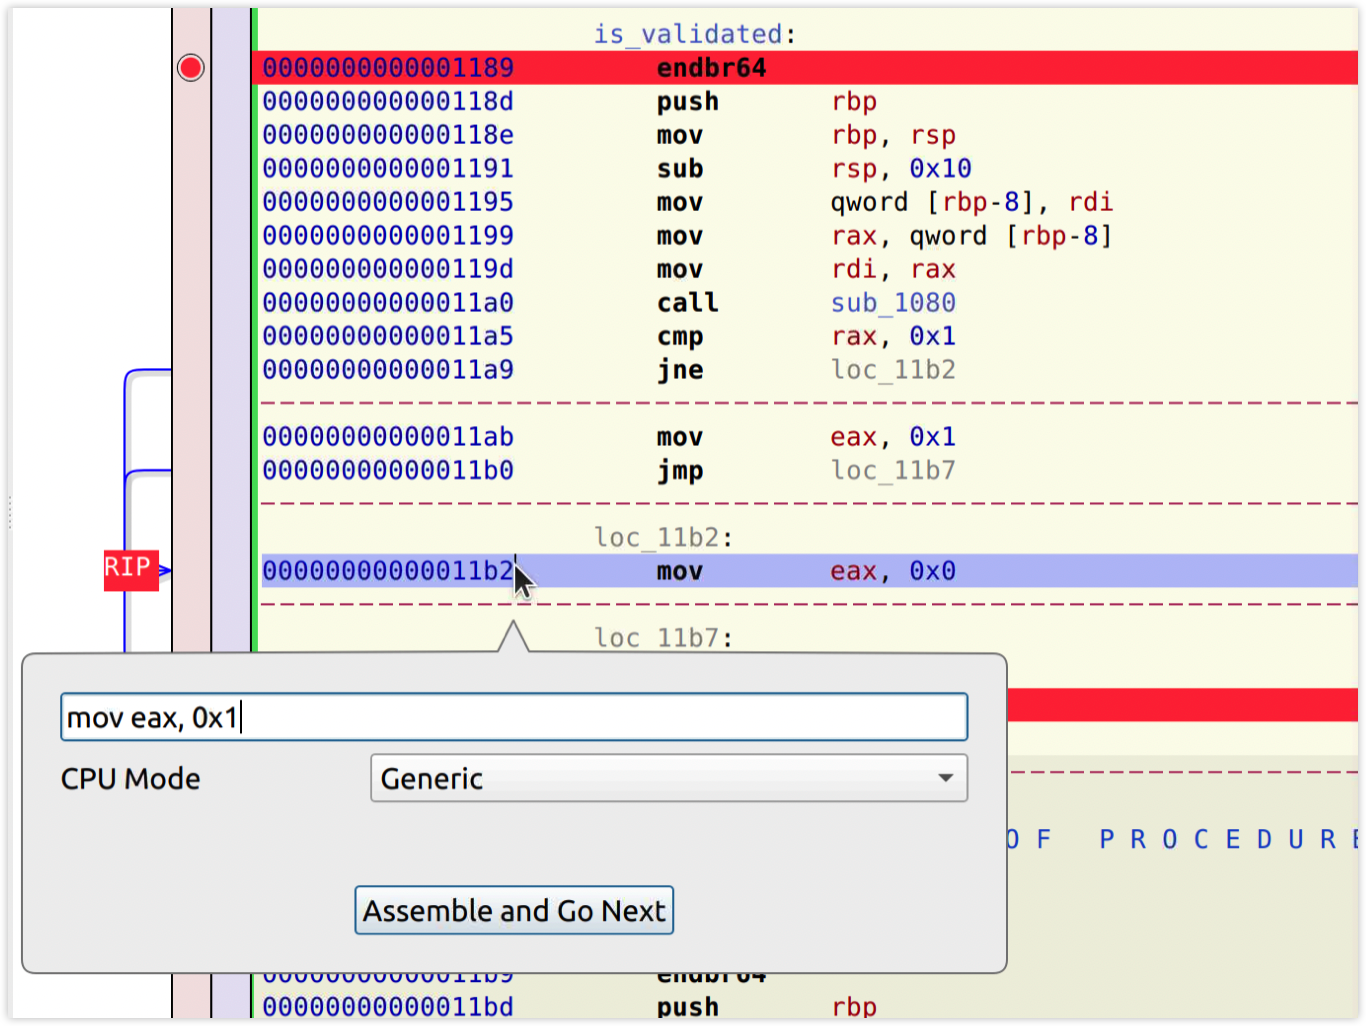 is_validated:
0000000000001189 endbr64
000000000000118d push rbp
000000000000118e mov rbp, rsp
0000000000001191 sub rsp, 0x10
0000000000001195 mov qword [rbp-8], rdi
0000000000001199 mov rax, qword [rbp-8]
000000000000119d mov rdi, rax
00000000000011a0 call sub_1080
00000000000011a5 cmp rax, 0x1
00000000000011a9 jne loc_11b2
00000000000011ab mov eax, 0x1
00000000000011b0 jmp loc_11b7
loc_11b2:
RIP 00000000000011b2 mov eax, 0x0
loc_11b7:
mov eax, 0x1
CPU Mode Generic
OF PROCEDURE
Assemble and Go Next
00000000000011b9 endbr64
00000000000011bd push rbp